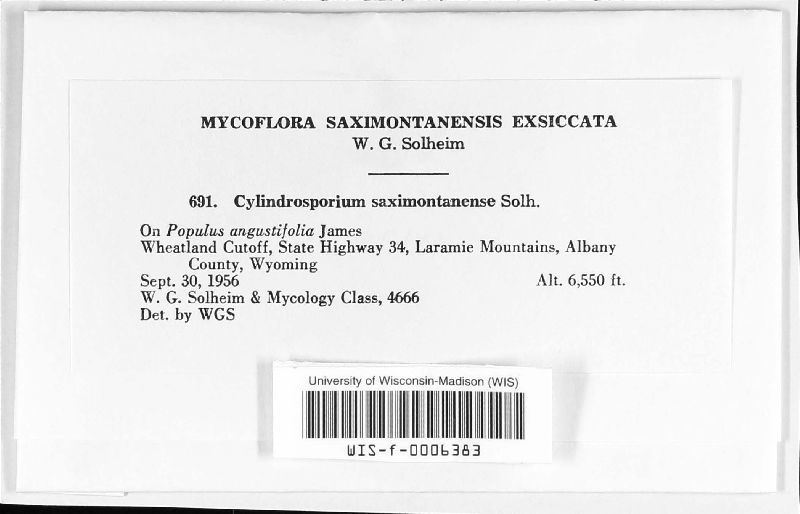 MYCOFLORA SAXIMONTANENSIS EXSICCATA
W. G. Solheim
691. Cylindrosporium saximontanense Solh.
On Populus angustifolia James
Wheatland Cutoff, State Highway 34, Laramie Mountains, Albany
County, Wyoming
Sept. 30, 1956 Alt. 6,550 ft.
W. G. Solheim & Mycology Class, 4666
Det. by WGS
University of Wisconsin-Madison (WIS)
WIS-f-0006383